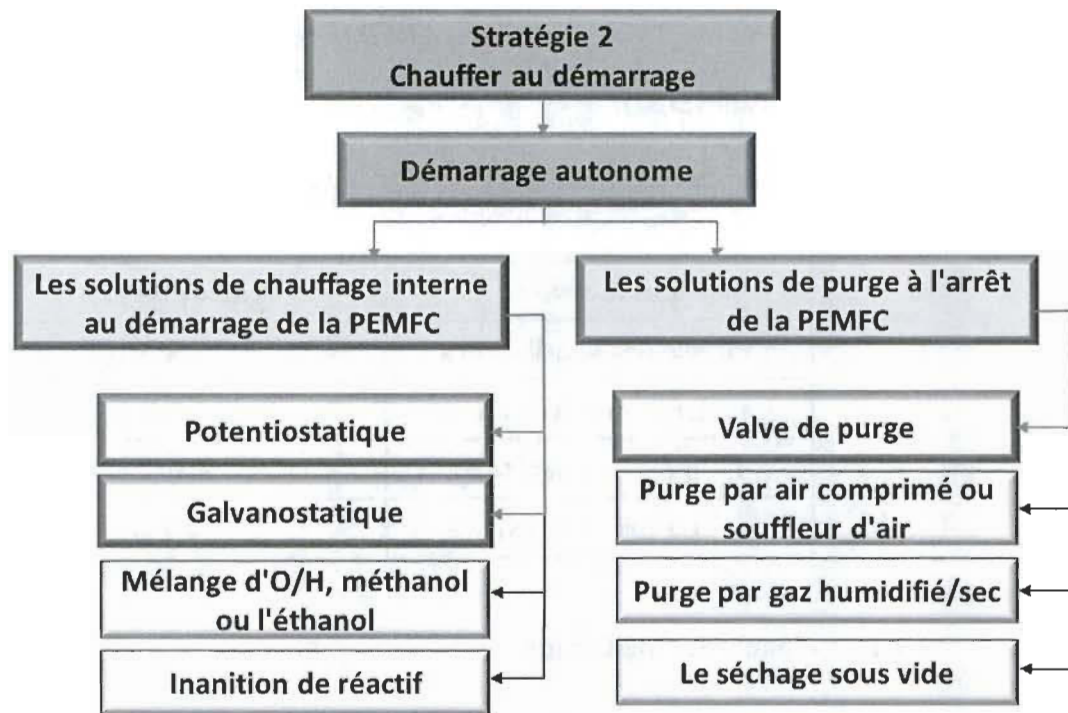 Stratégie 2
Chauffer au démarrage
Démarrage autonome
Les solutions de chauffage interne
au démarrage de la PEMFC
Les solutions de purge à l'arrêt
de la PEMFC
Potentiostatique
Galvanostatique
Mélange d'O/H, méthanol
ou l'éthanol
Inanition de réactif
Valve de purge
Purge par air comprimé ou
souffleur d'air
Purge par gaz humidifié/sec
Le séchage sous vide